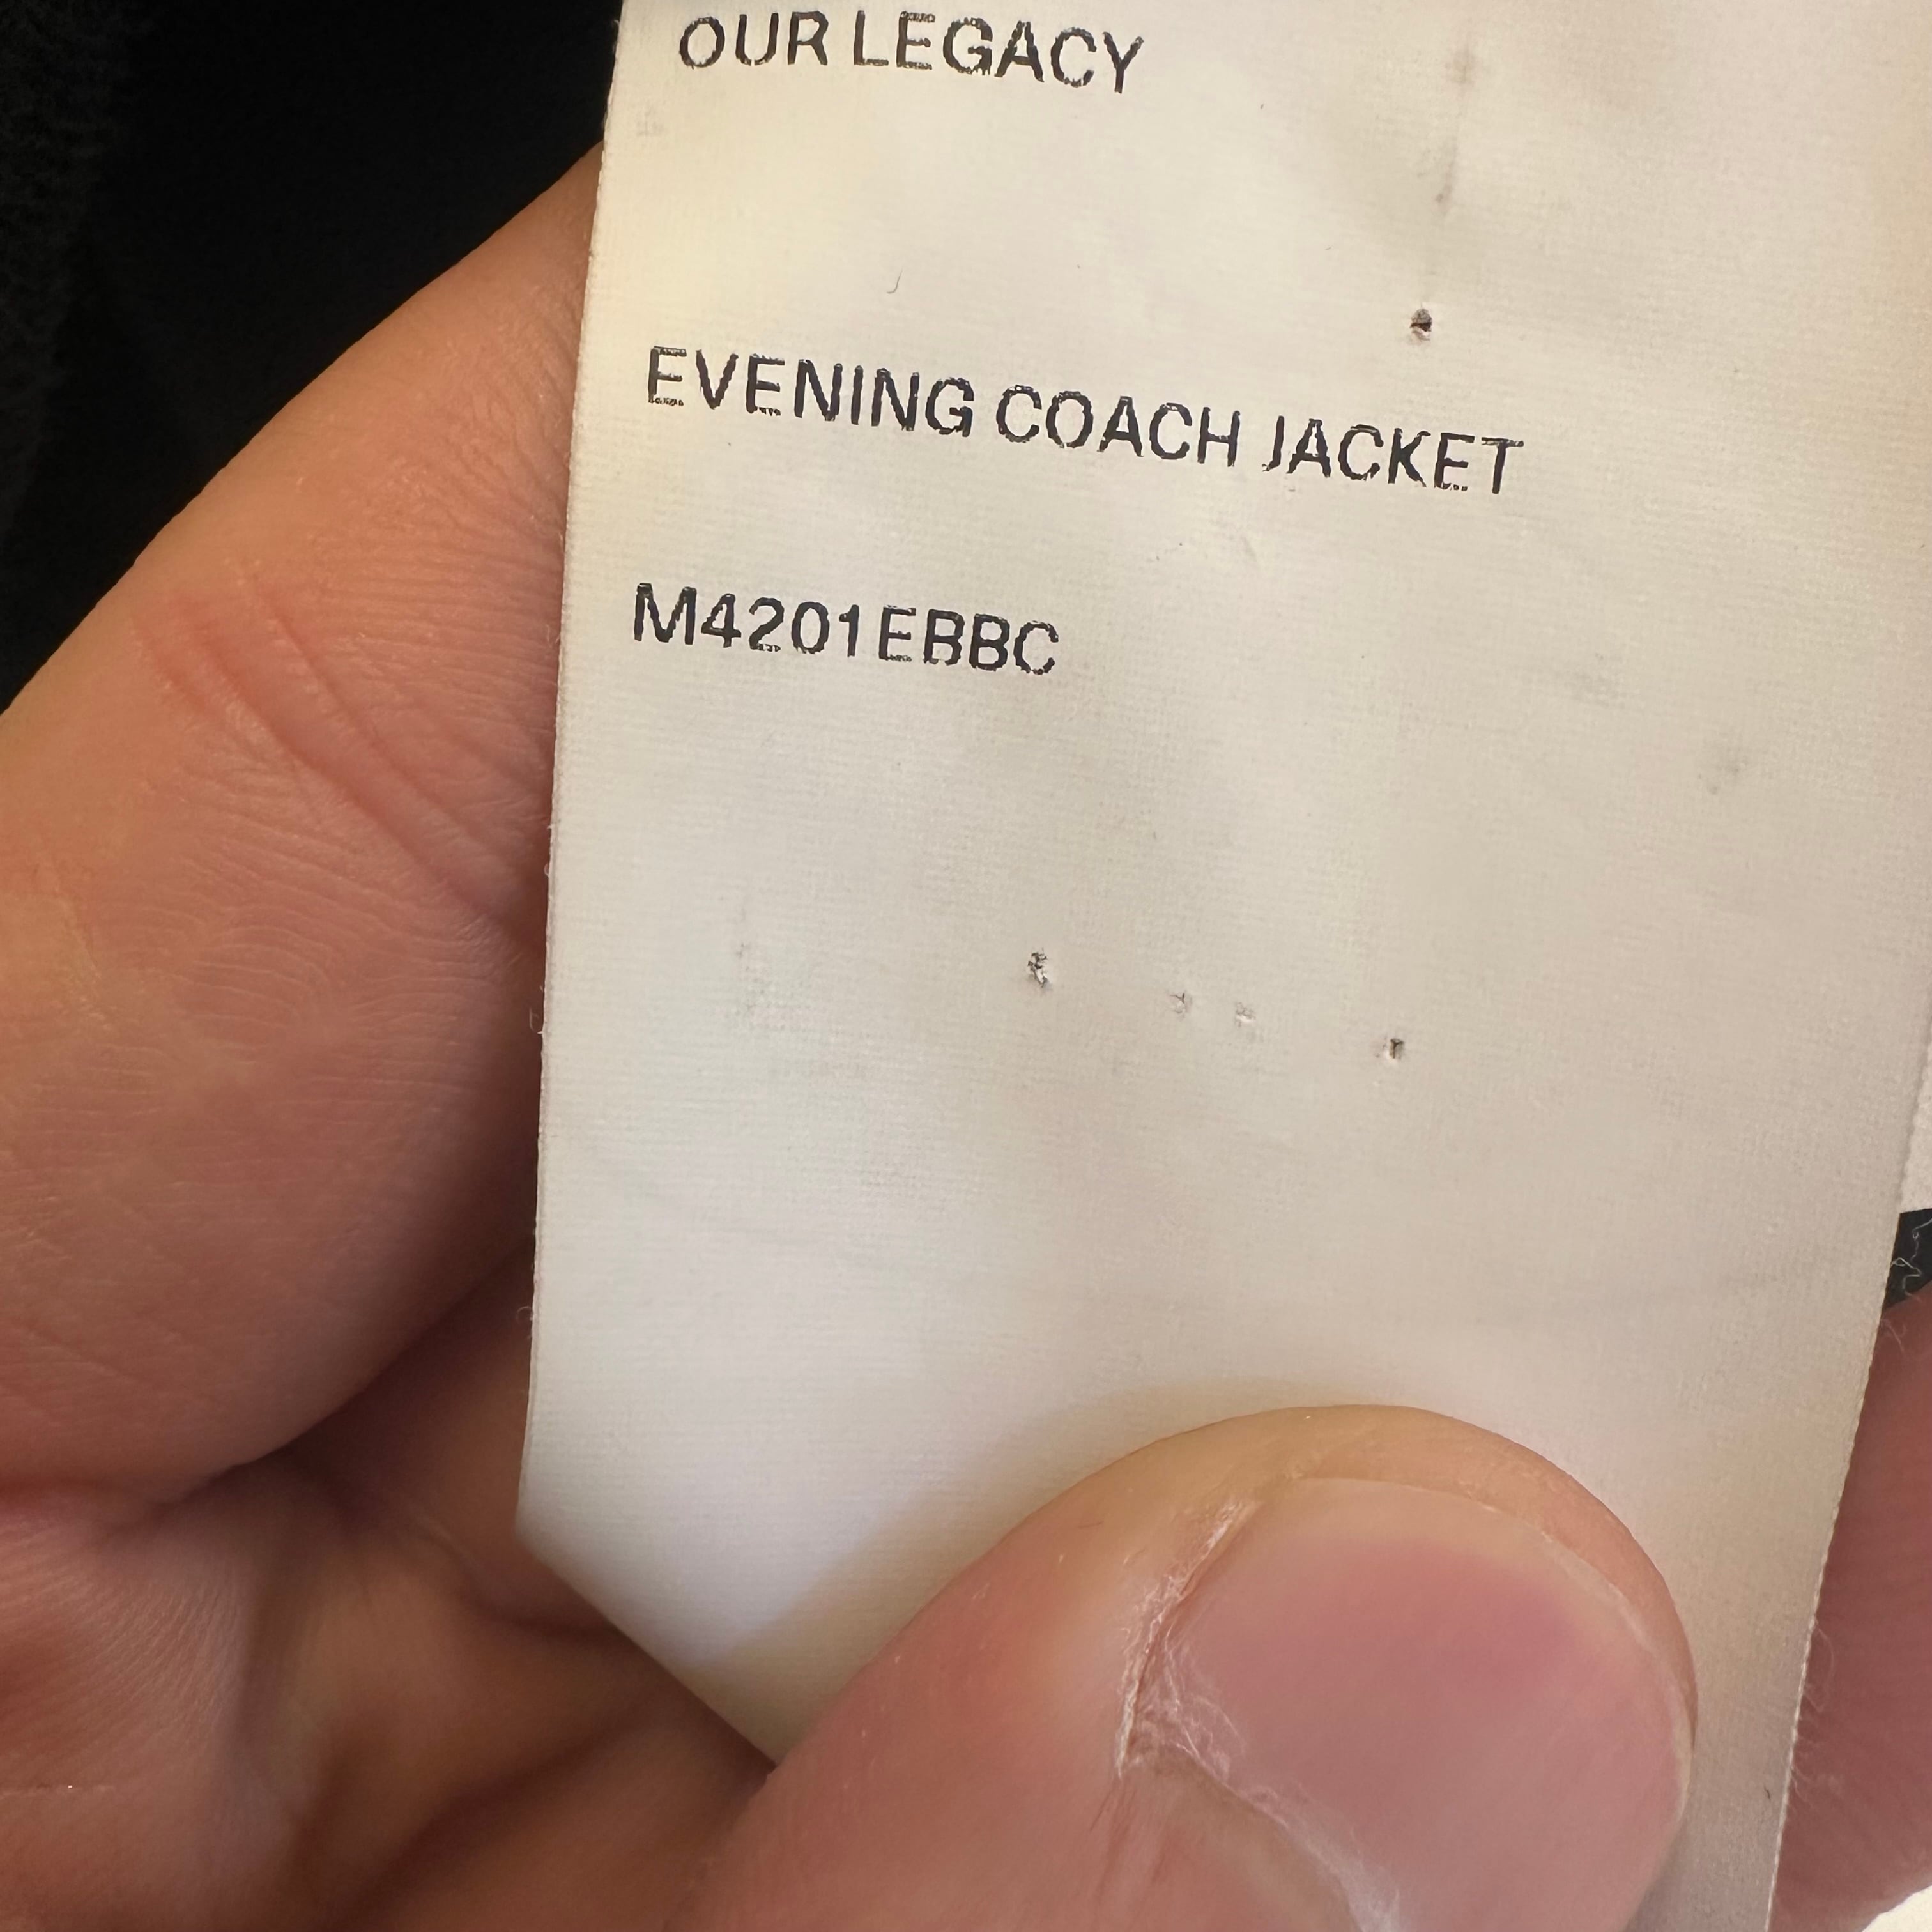 OUR LEGACY
EVENING COACH JACKET
M4201EBBC